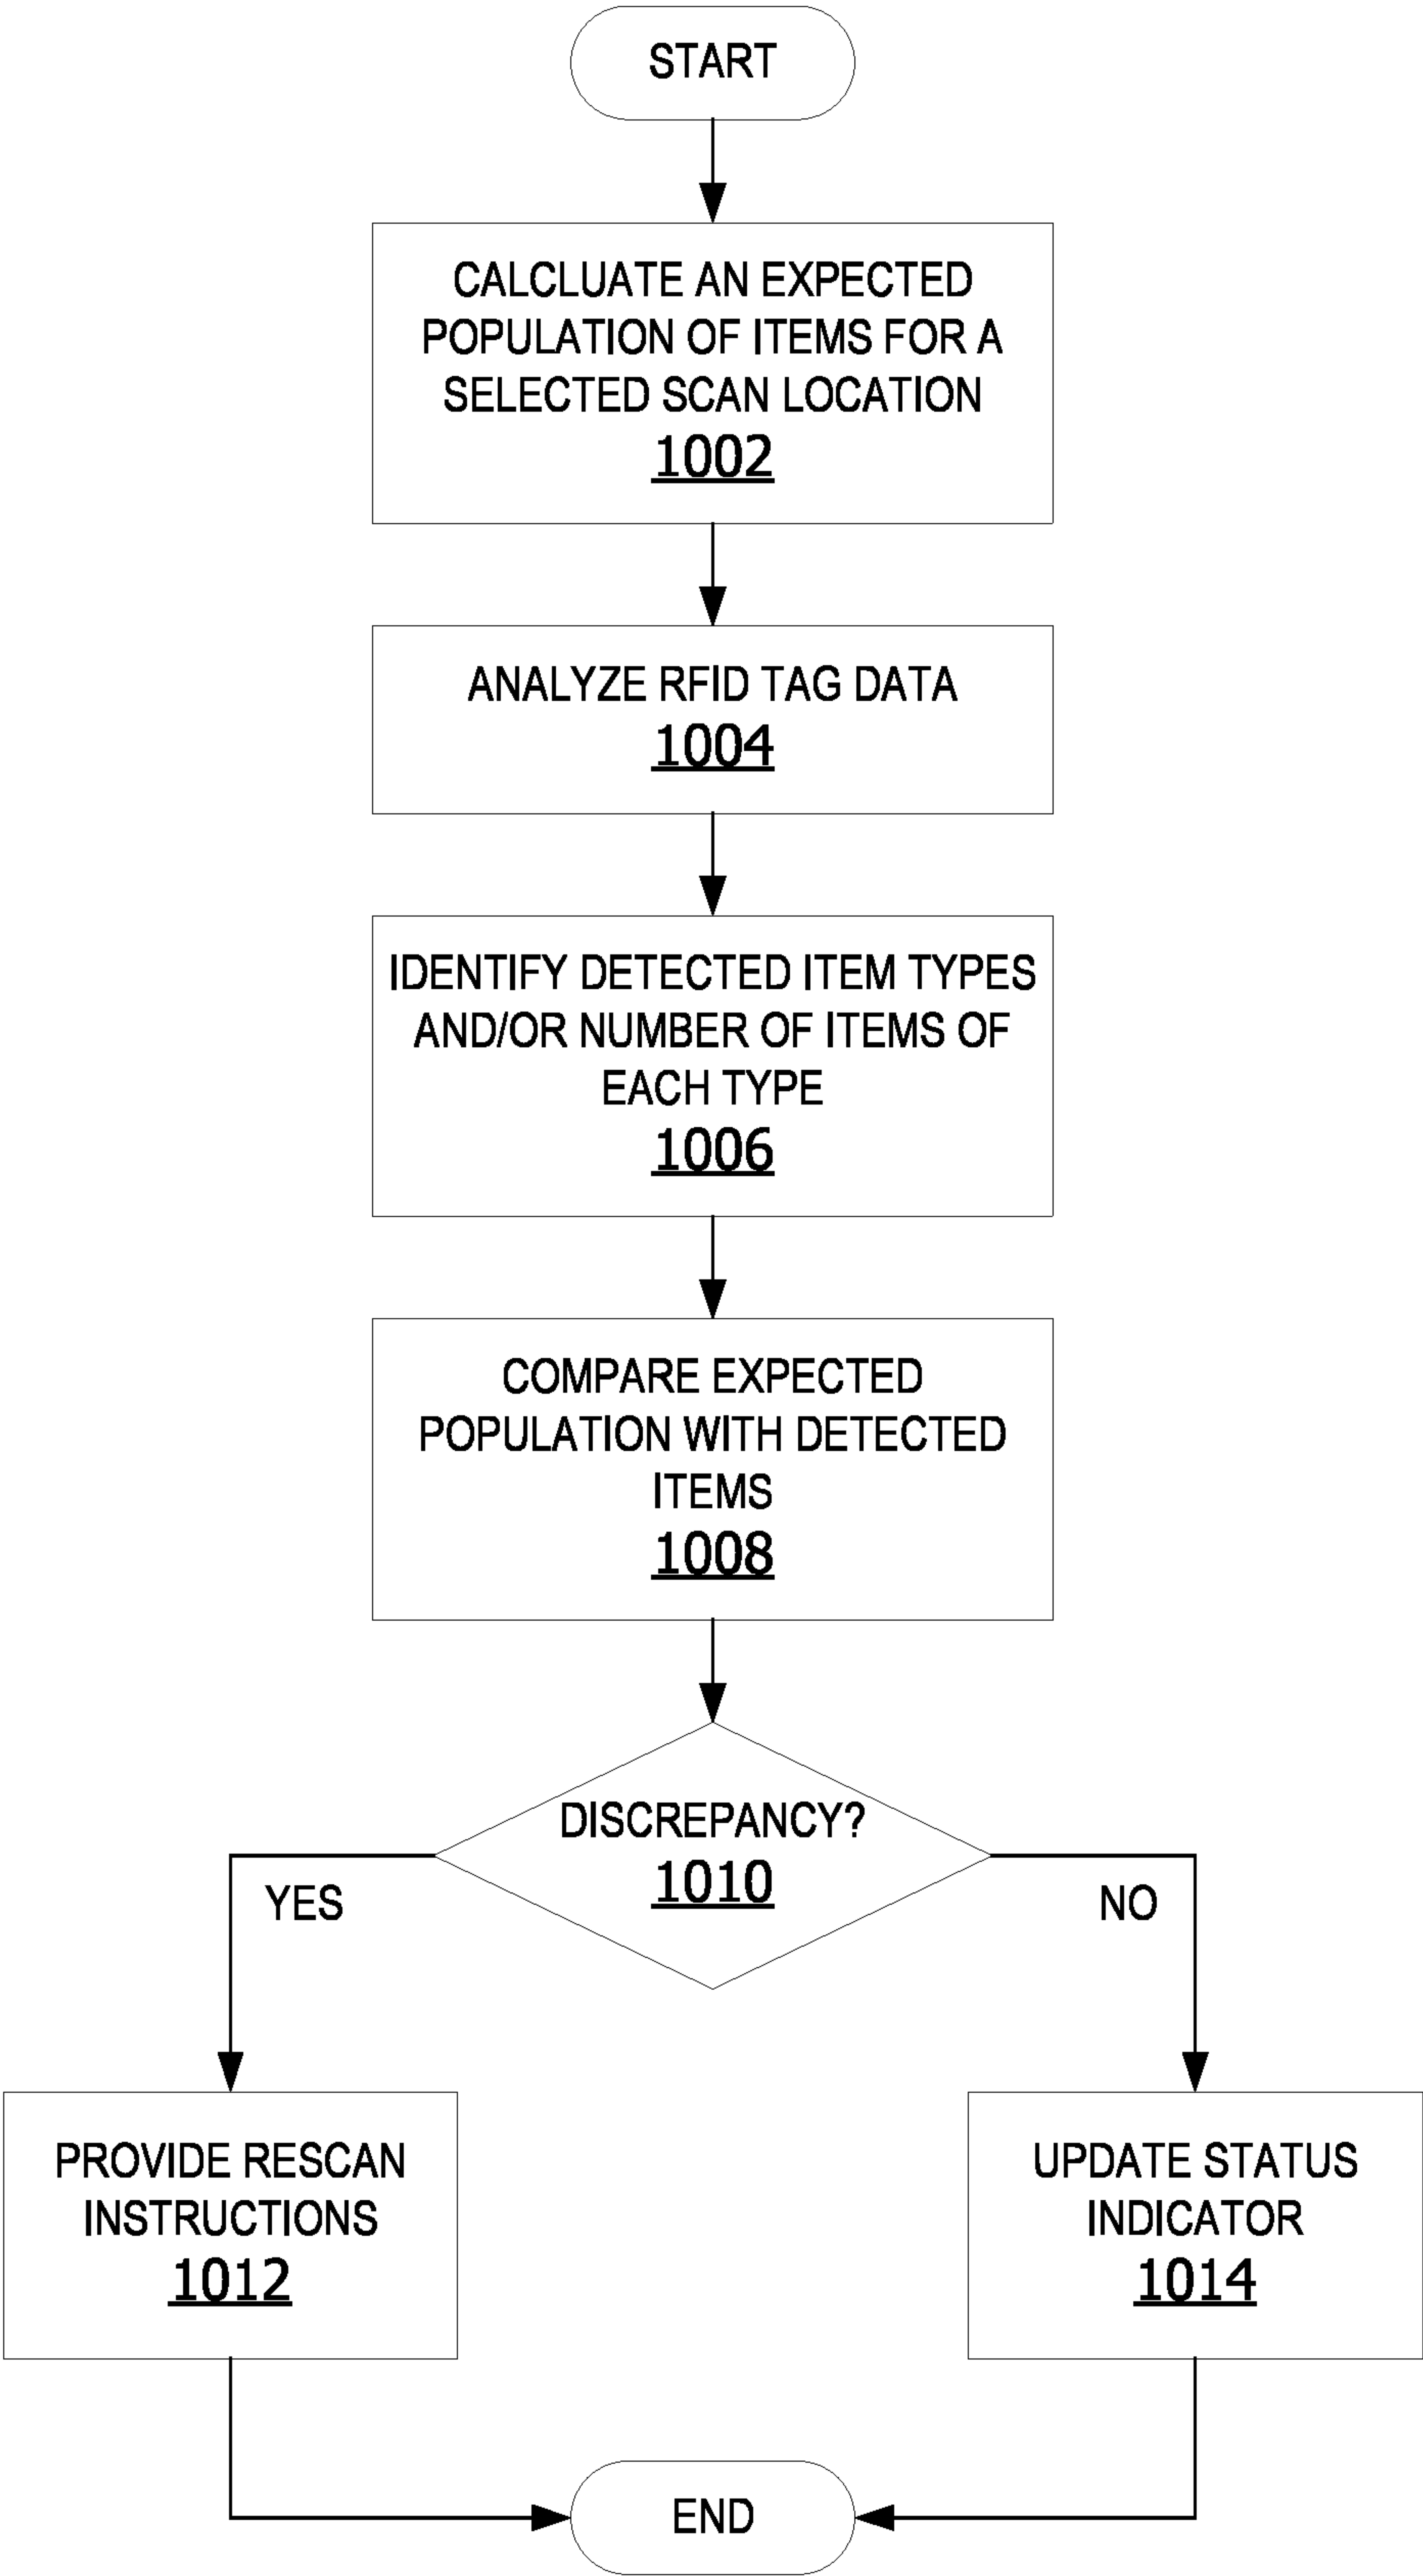 START
CALCLUATE AN EXPECTED
POPULATION OF ITEMS FOR A
SELECTED SCAN LOCATION
1002
ANALYZE RFID TAG DATA
1004
IDENTIFY DETECTED ITEM TYPES
AND/OR NUMBER OF ITEMS OF
EACH TYPE
1006
COMPARE EXPECTED
POPULATION WITH DETECTED
ITEMS
1008
DISCREPANCY?
1010
YES
NO
PROVIDE RESCAN
INSTRUCTIONS
1012
UPDATE STATUS
INDICATOR
1014
END